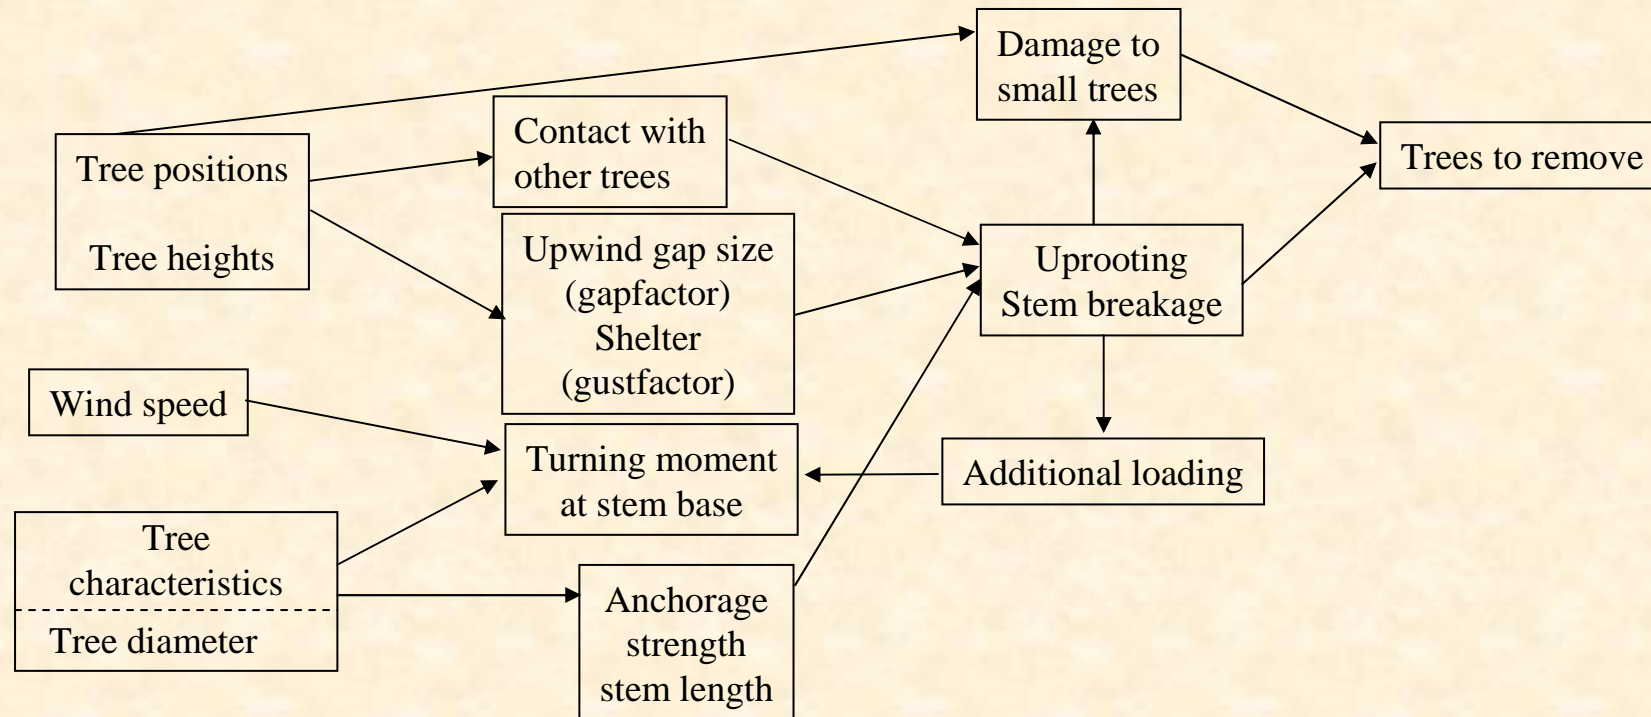 Damage to
small trees
Contact with
other trees
Tree positions
Tree heights
Trees to remove
Upwind gap size
(gapfactor)
Shelter
(gustfactor)
Uprooting
Stem breakage
Wind speed
Turning moment
at stem base
Additional loading
Tree
characteristics
Tree diameter
Anchorage
strength
stem length